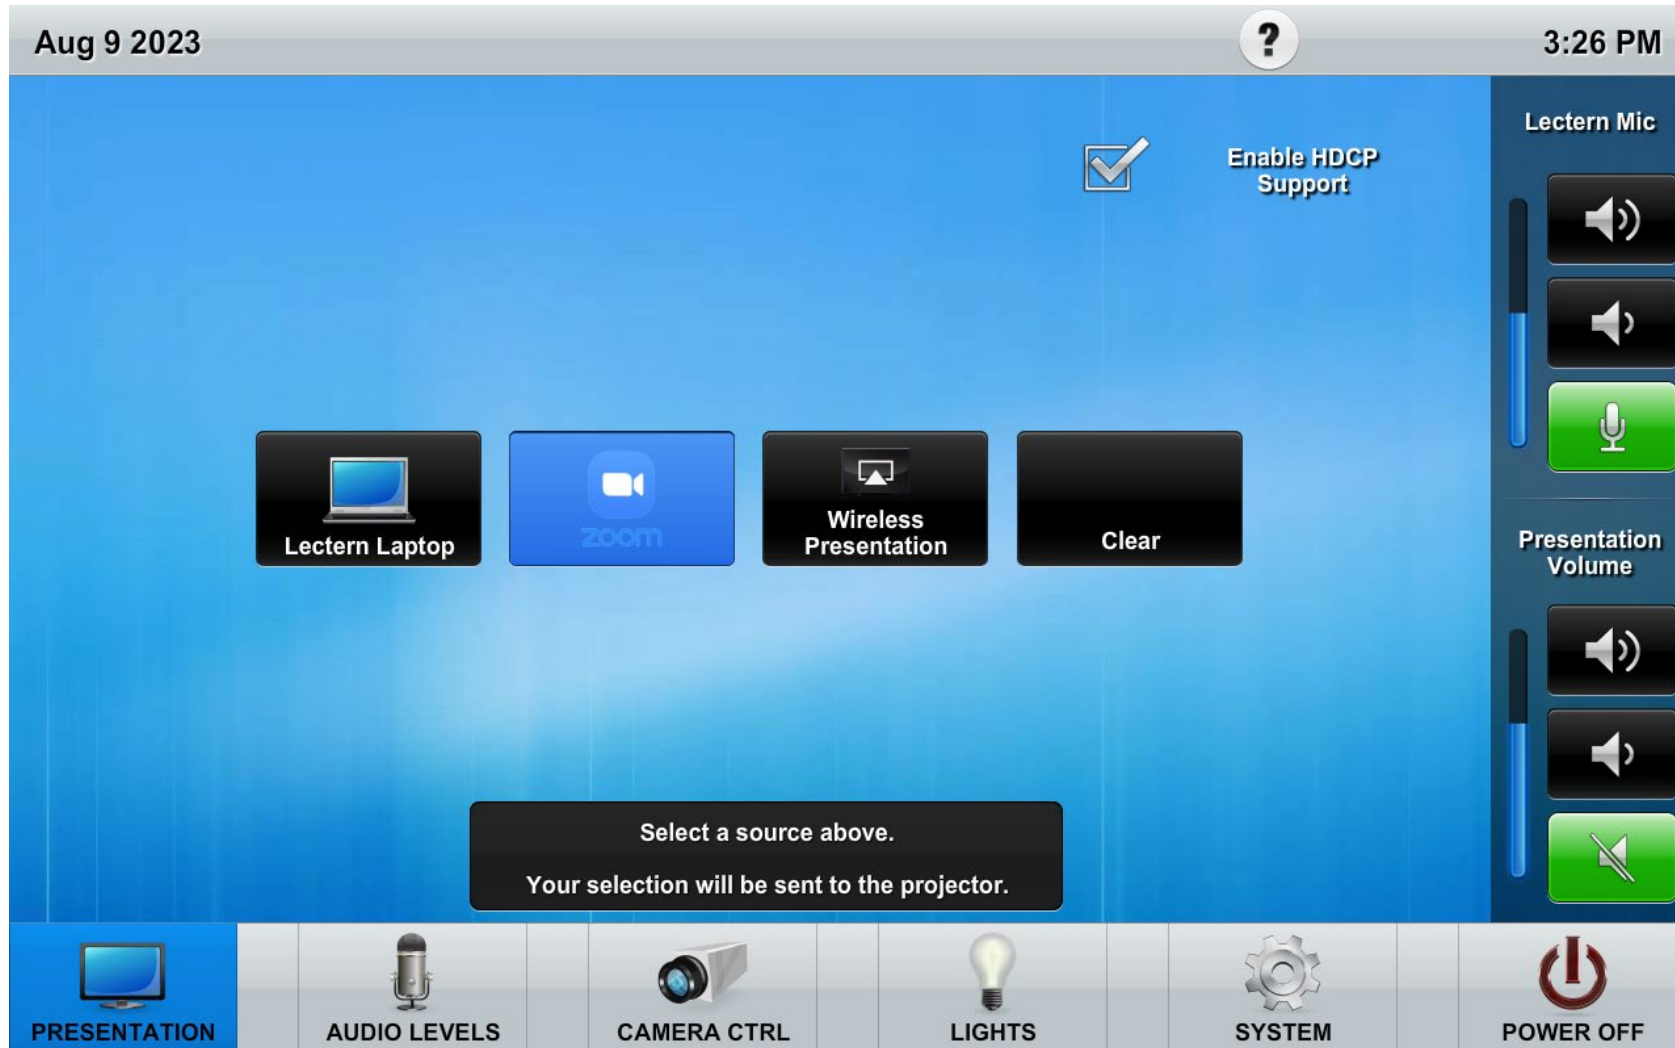 Aug 9 2023
?
3:26 PM
Enable HDCP
Support
Lectern Mic
Lectern Laptop
zoom
Wireless
Presentation
Clear
Presentation
Volume
Select a source above.
Your selection will be sent to the projector.
PRESENTATION
AUDIO LEVELS
CAMERA CTRL
LIGHTS
SYSTEM
POWER OFF